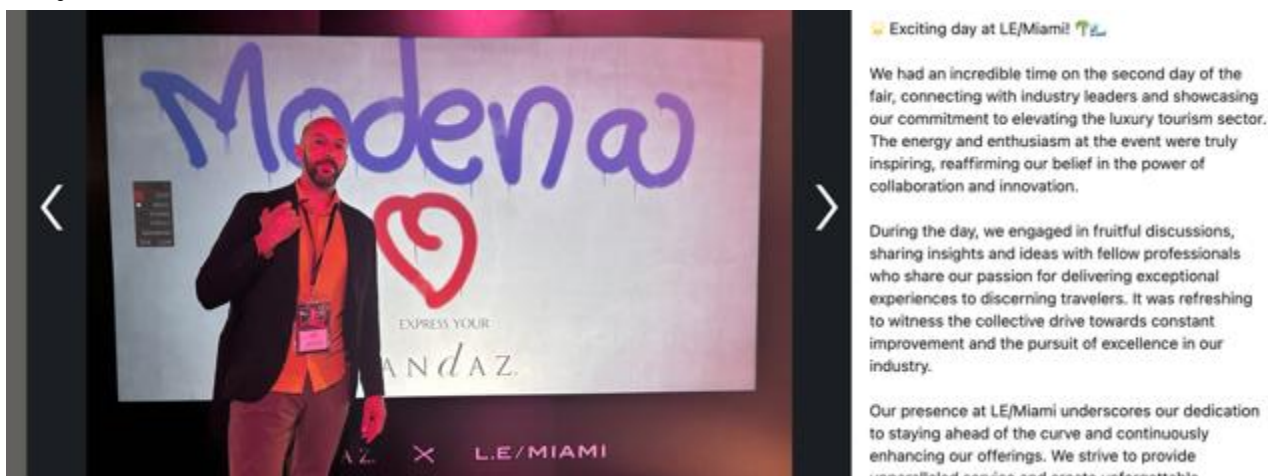 Modena
EXPRESS YOUR
ANdAZ.
AZ. X L.E/MIAMI
Exciting day at LE/Miami!
We had an incredible time on the second day of the
fair, connecting with industry leaders and showcasing
our commitment to elevating the luxury tourism sector.
The energy and enthusiasm at the event were truly
inspiring, reaffirming our belief in the power of
collaboration and innovation.
During the day, we engaged in fruitful discussions,
sharing insights and ideas with fellow professionals
who share our passion for delivering exceptional
experiences to discerning travelers. It was refreshing
to witness the collective drive towards constant
improvement and the pursuit of excellence in our
industry.
Our presence at LE/Miami underscores our dedication
to staying ahead of the curve and continuously
enhancing our offerings. We strive to provide